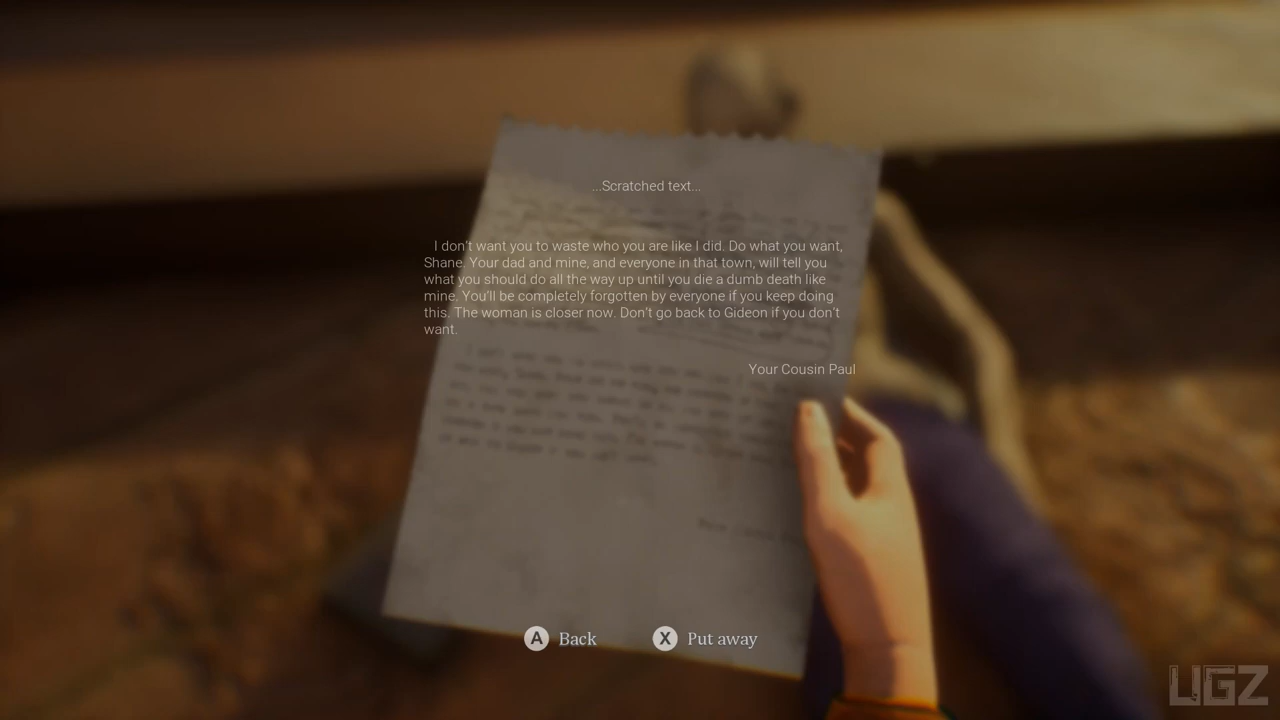 ...Scratched text...
I don't want you to waste who you are like I did. Do what you want,
Shane. Your dad and mine, and everyone in that town, will tell you
what you should do all the way up until you die a dumb death like
mine. You'll be completely forgotten by everyone if you keep doing
this. The woman is closer now. Don't go back to Gideon if you don't
want.
Your Cousin Paul
A Back X Put away
UGZ